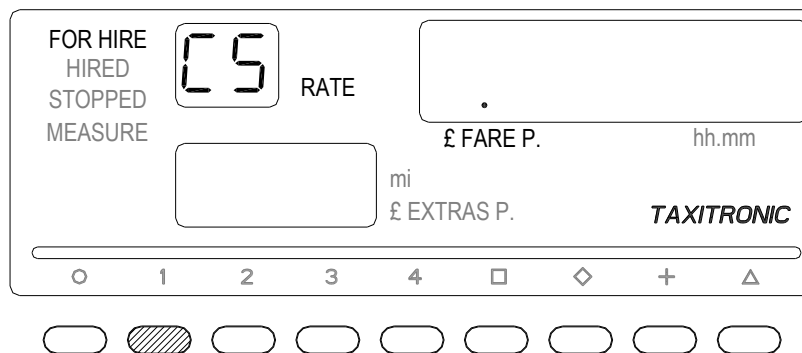 FOR HIRE
HIRED
STOPPED
MEASURE
C5
RATE
.
£ FARE P.
hh.mm
mi
£ EXTRAS P.
TAXITRONIC
1 2 3 4 □ ◇ + △